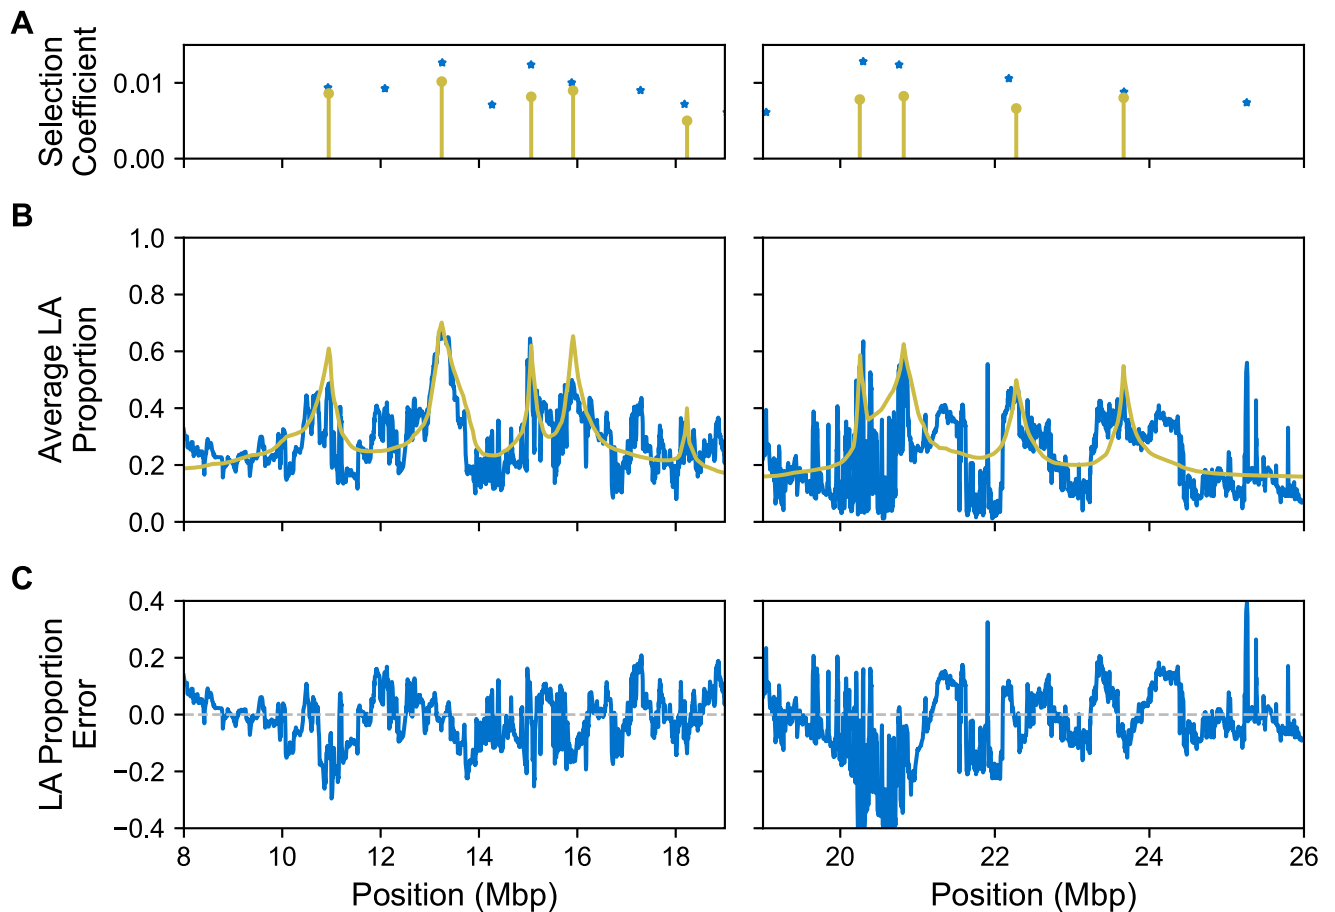 A
Selection
Coefficient
0.01
0.00
B
Average LA
Proportion
1.0
0.8
0.6
0.4
0.2
0.0
C
LA Proportion
Error
0.4
0.2
0.0
−0.2
−0.4
8 10 12 14 16 18 20 22 24 26
Position (Mbp) Position (Mbp)